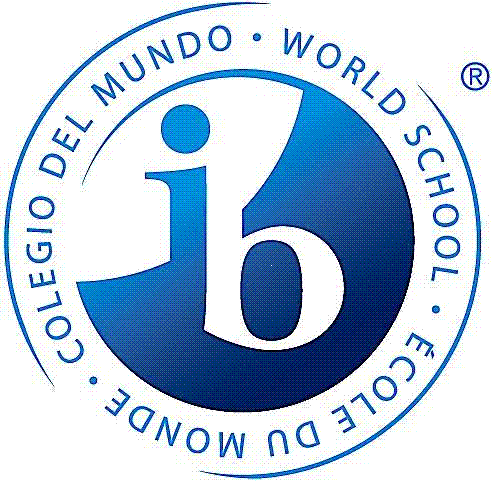 COLEGIO DEL MUNDO · WORLD SCHOOL · ÉCOLE DU MONDE ·
®
ib